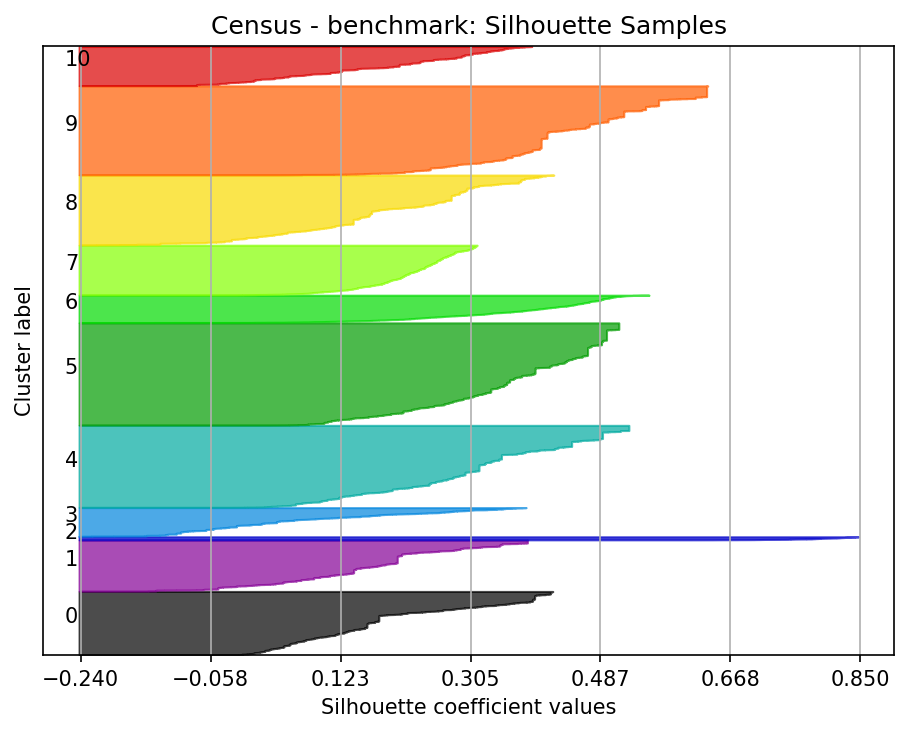 Census - benchmark: Silhouette Samples
10
9
8
7
6
5
4
3
2
1
0
Cluster label
−0.240 −0.058 0.123 0.305 0.487 0.668 0.850
Silhouette coefficient values